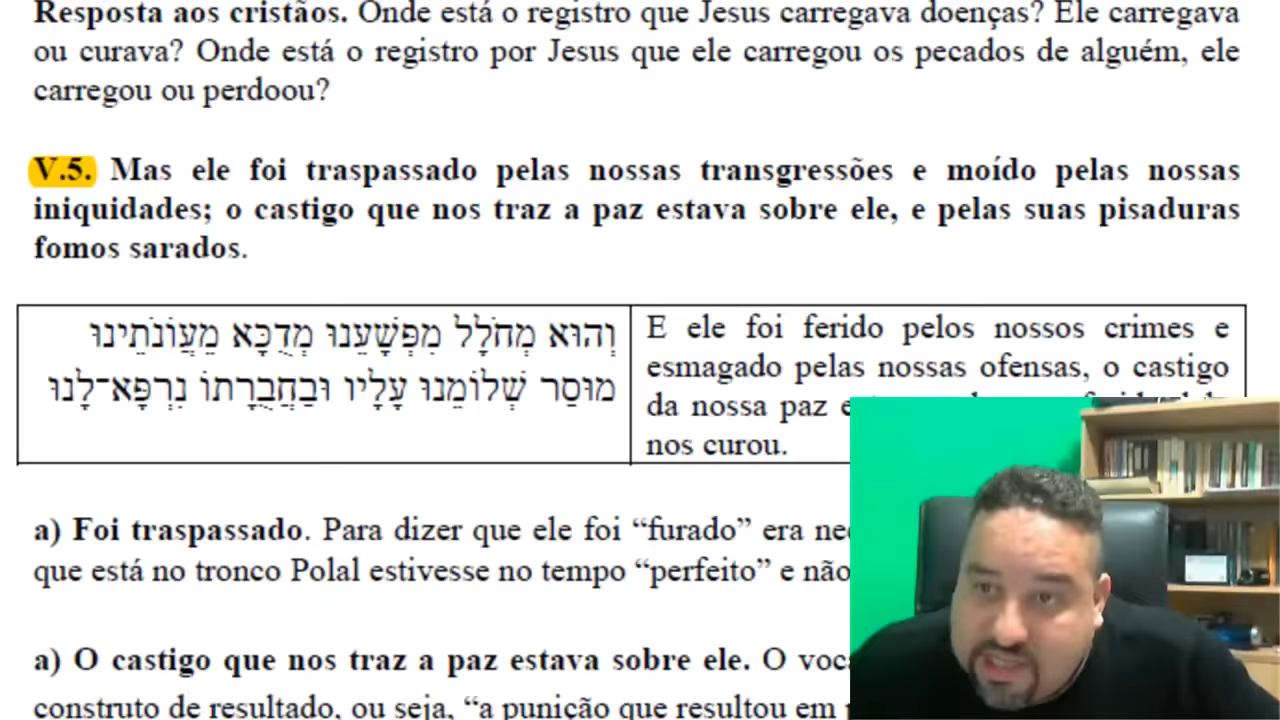 Resposta aos cristãos. Onde está o registro que Jesus carregava doenças? Ele carregava
ou curava? Onde está o registro por Jesus que ele carregou os pecados de alguém, ele
carregou ou perdoou?
V.5. Mas ele foi traspassado pelas nossas transgressões e moído pelas nossas
iniquidades; o castigo que nos traz a paz estava sobre ele, e pelas suas pisaduras
fomos sarados.
וְהוּא מְחֹלָל מִפְּשָׁעֵנוּ מְדֻכָּא מֵעֲוֹנֹתֵינוּ
מוּסַר שְׁלוֹמֵנוּ עָלָיו וּבַחֲבֻרָתוֹ נִרְפָּא־לָנוּ
E ele foi ferido pelos nossos crimes e
esmagado pelas nossas ofensas, o castigo
da nossa paz
nos curou.
a) Foi traspassado. Para dizer que ele foi “furado” era
que está no tronco Polal estivesse no tempo “perfeito” e não
a) O castigo que nos traz a paz estava sobre ele. O
construto de resultado, ou seja, “a punição que resultou em